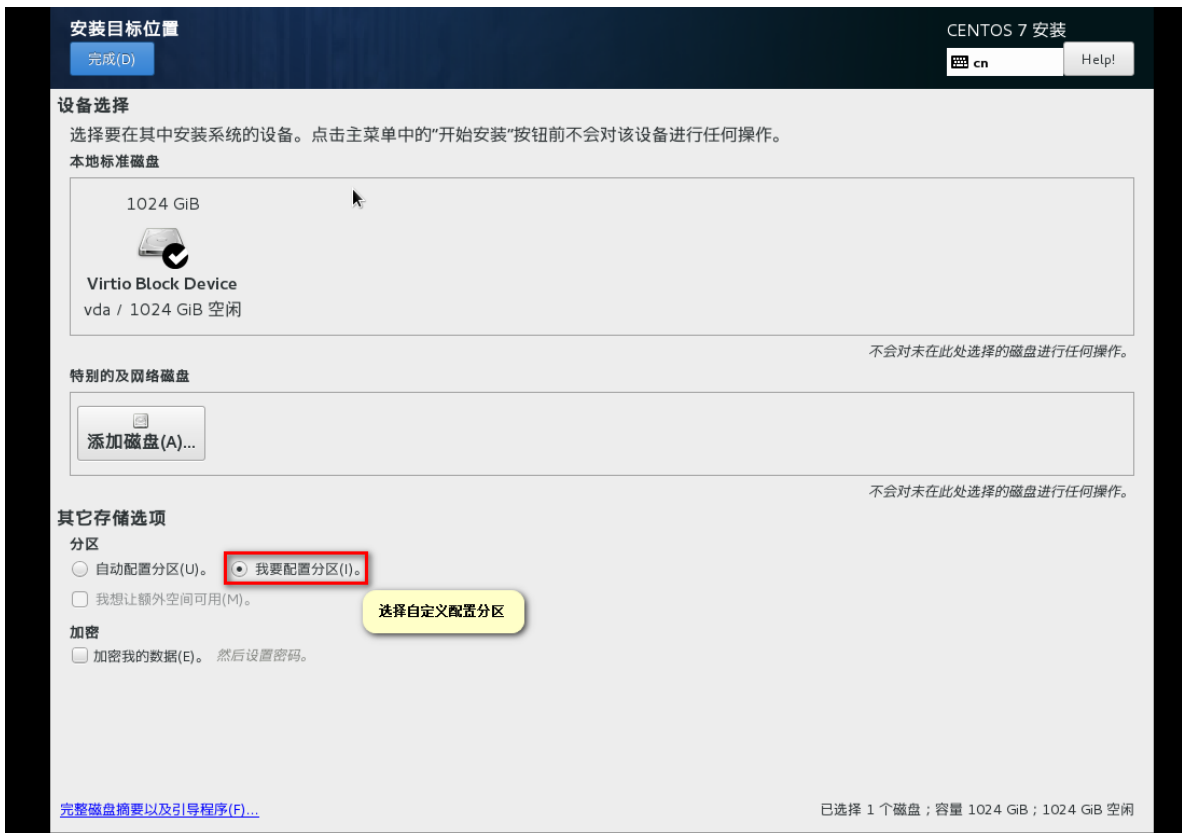 安装目标位置
CENTOS 7 安装
完成(D)
cn
Help!
设备选择
选择要在其中安装系统的设备。点击主菜单中的"开始安装"按钮前不会对该设备进行任何操作。
本地标准磁盘
1024 GiB
Virtio Block Device
vda / 1024 GiB 空闲
不会对未在此处选择的磁盘进行任何操作。
特别的及网络磁盘
添加磁盘(A)...
不会对未在此处选择的磁盘进行任何操作。
其它存储选项
分区
自动配置分区(U)。 我要配置分区(I)。
我想让额外空间可用(M)。
选择自定义配置分区
加密
加密我的数据(E)。 然后设置密码。
完整磁盘摘要以及引导程序(F)...
已选择 1 个磁盘；容量 1024 GiB；1024 GiB 空闲